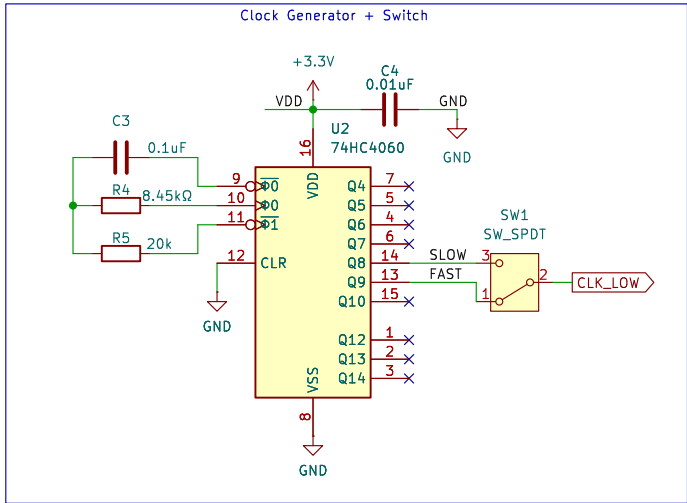 Clock Generator + Switch
+3.3V
C4
0.01uF
VDD
GND
GND
C3
0.1uF
U2
74HC4060
16
VDD
R4
8.45kΩ
R5
20k
9
10
11
12
Φ0
Φ0
Φ1
CLR
GND
Q4
Q5
Q6
Q7
Q8
Q9
Q10
Q12
Q13
Q14
7
5
4
6
14
13
15
1
2
3
SLOW
FAST
SW1
SW_SPDT
3
1
2
CLK_LOW
VSS
8
GND